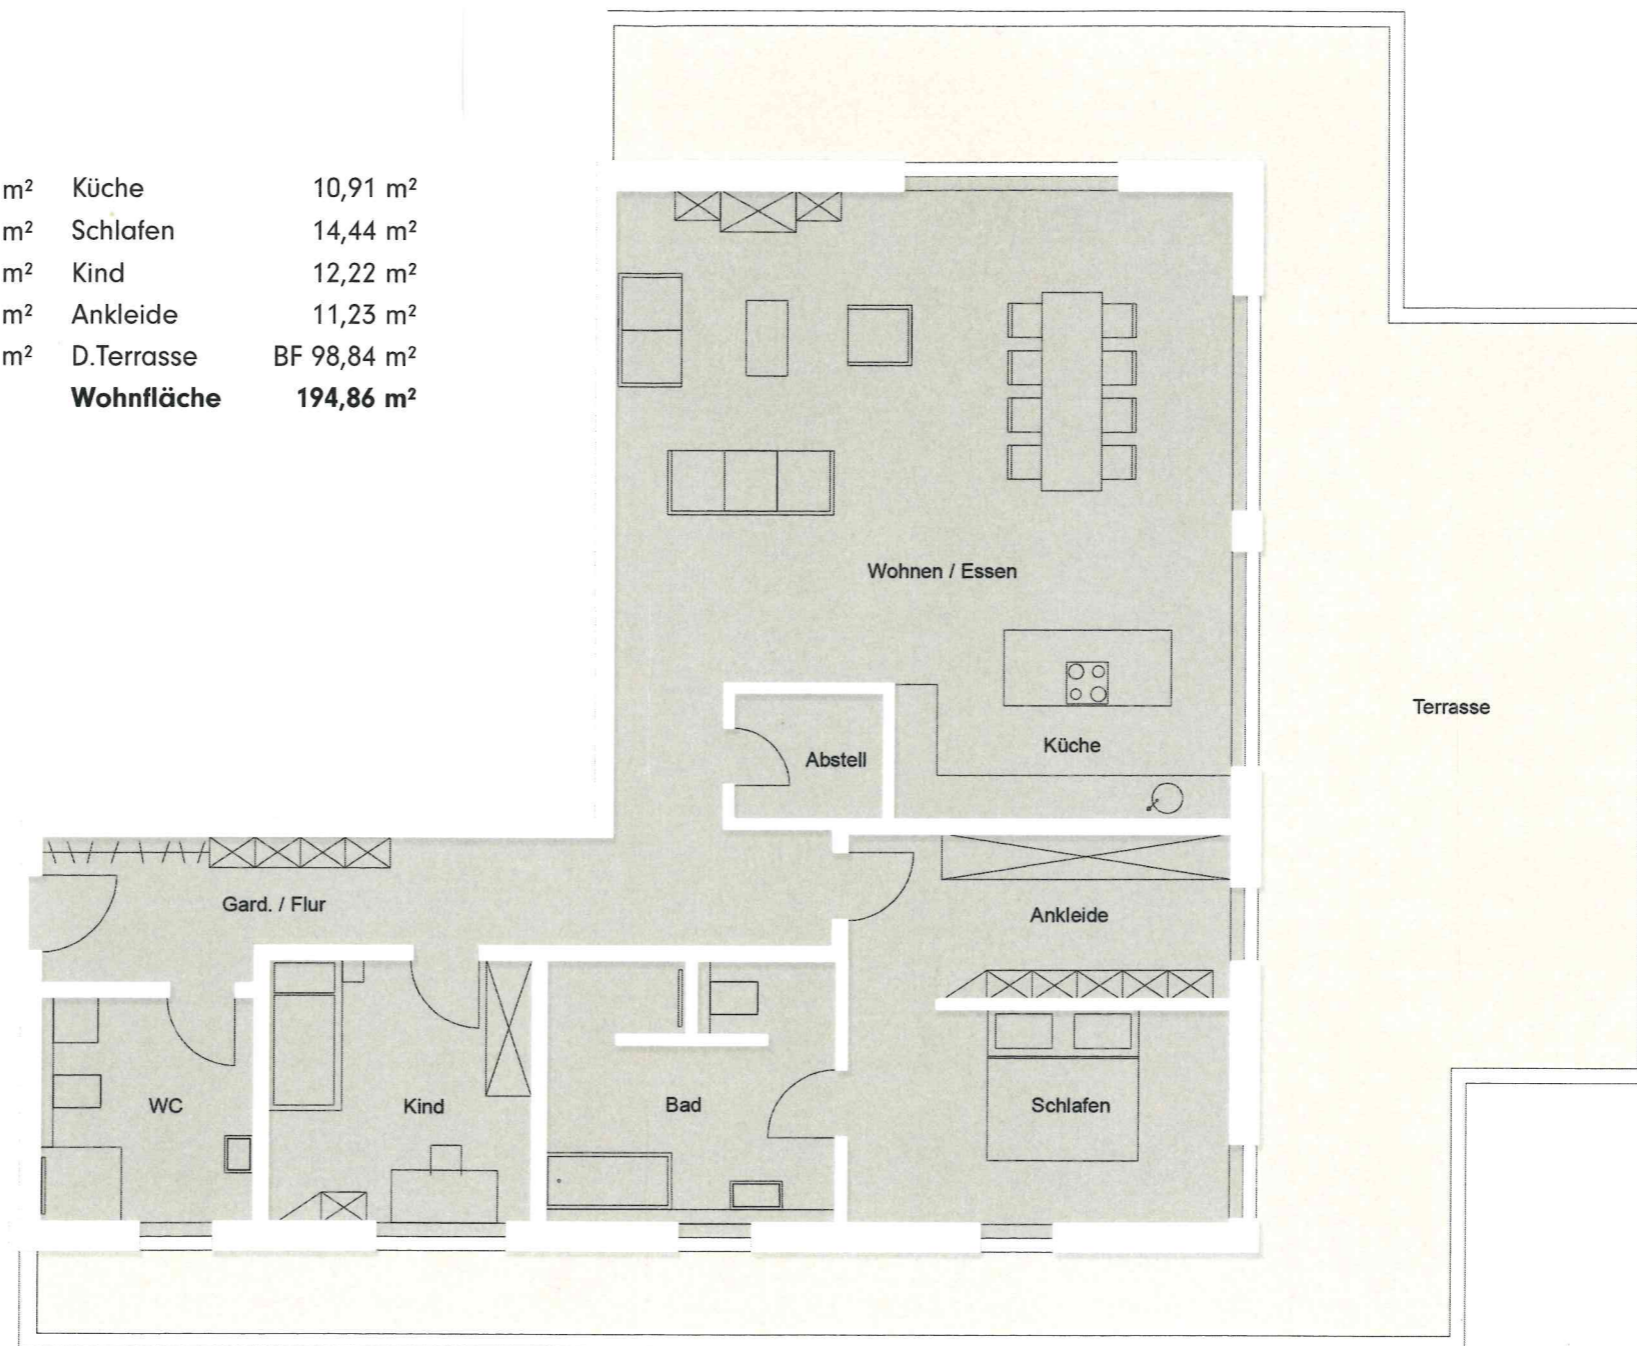 m² Küche 10,91 m²
m² Schlafen 14,44 m²
m² Kind 12,22 m²
m² Ankleide 11,23 m²
m² D.Terrasse BF 98,84 m²
Wohnfläche 194,86 m²
Wohnen / Essen
Terrasse
Küche
Abstell
Gard. / Flur
Ankleide
WC
Kind
Bad
Schlafen